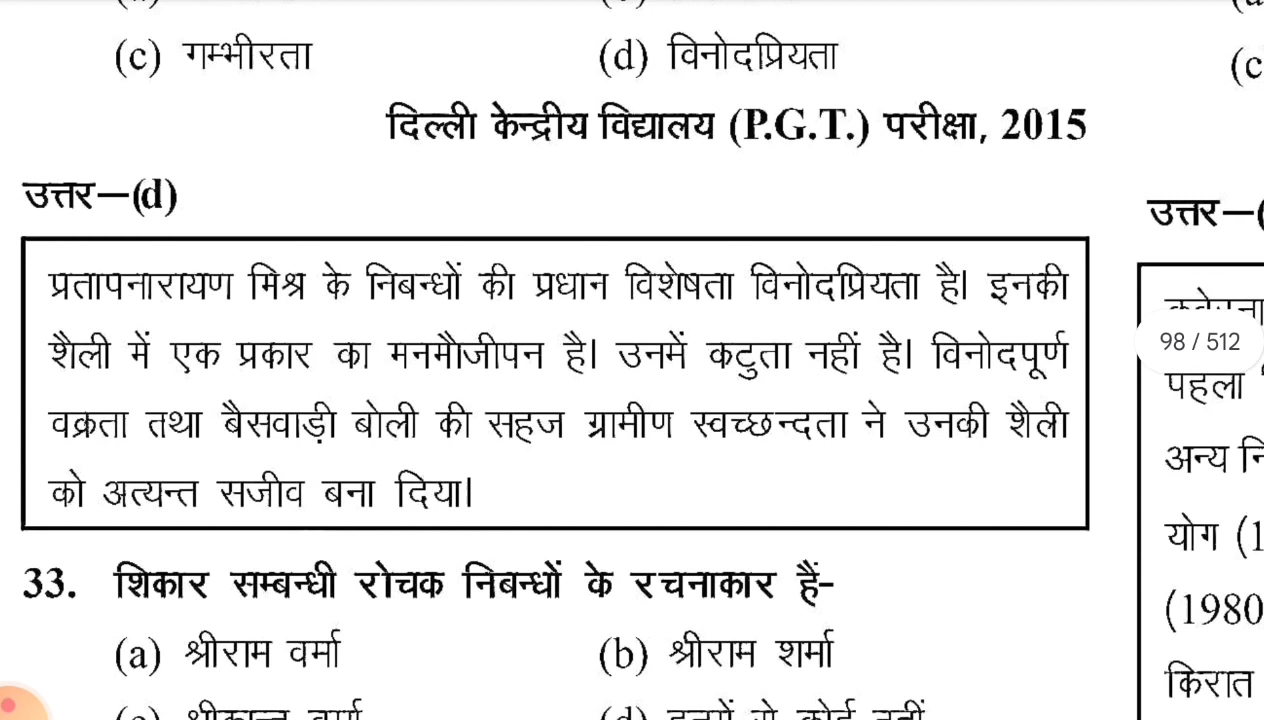 (c) गम्भीरता (d) विनोदप्रियता
(c
दिल्ली केन्द्रीय विद्यालय (P.G.T.) परीक्षा, 2015
उत्तर—(d)
उत्तर—(
प्रतापनारायण मिश्र के निबन्धों की प्रधान विशेषता विनोदप्रियता है। इनकी
शैली में एक प्रकार का मनमौजीपन है। उनमें कटुता नहीं है। विनोदपूर्ण
वक्रता तथा बैसवाड़ी बोली की सहज ग्रामीण स्वच्छन्दता ने उनकी शैली
को अत्यन्त सजीव बना दिया।
33. शिकार सम्बन्धी रोचक निबन्धों के रचनाकार हैं-
(a) श्रीराम वर्मा (b) श्रीराम शर्मा
98 / 512
पहला
अन्य
योग (1
(1980
किरात